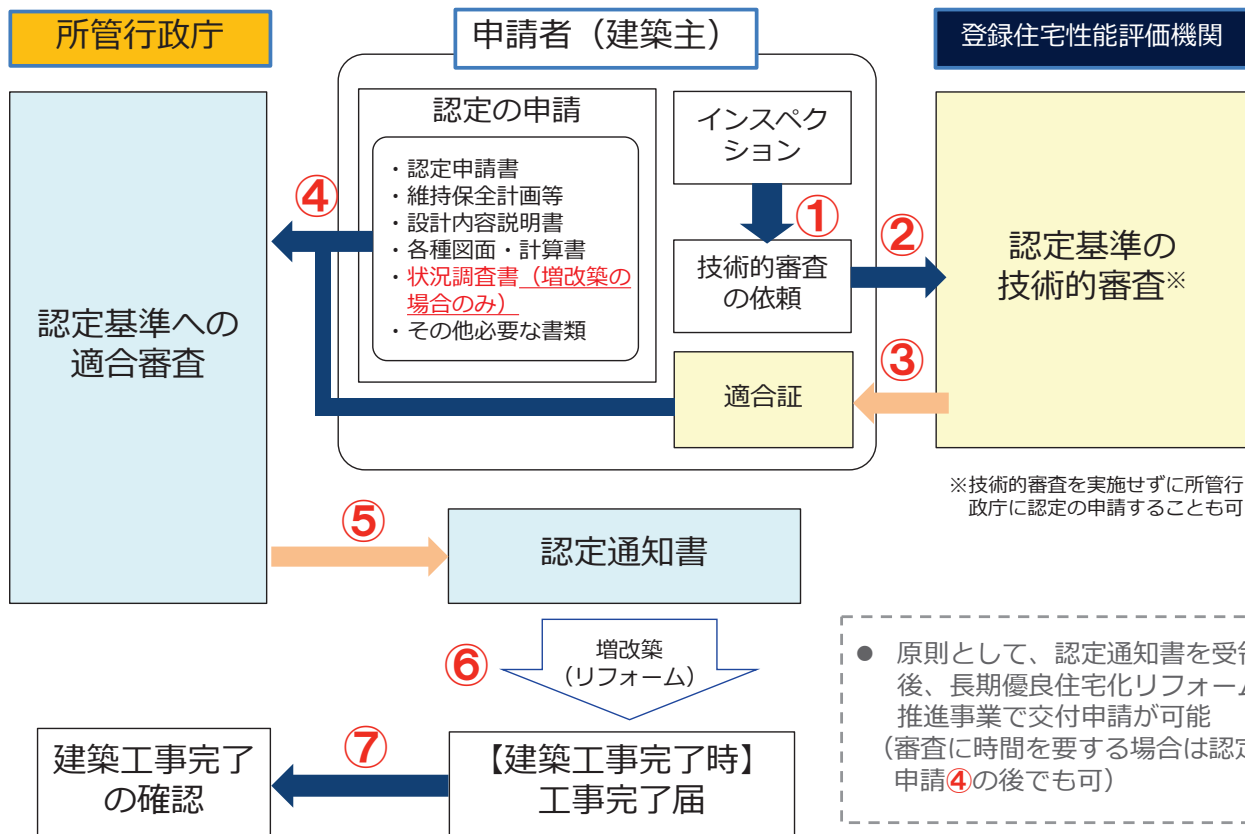 所管行政庁
申請者（建築主）
登録住宅性能評価機関
認定の申請
・認定申請書
・維持保全計画等
・設計内容説明書
・各種図面・計算書
・状況調査書（増改築の
場合のみ）
・その他必要な書類
インスペク
ション
①
技術的審査
の依頼
②
認定基準の
技術的審査※
③
適合証
④
認定基準への
適合審査
※技術的審査を実施せずに所管行
政庁に認定の申請することも可
⑤
認定通知書
⑥
増改築
（リフォーム）
● 原則として、認定通知書を受
後、長期優良住宅化リフォーム
推進事業で交付申請が可能
（審査に時間を要する場合は認定
申請④の後でも可）
建築工事完了
の確認
⑦
【建築工事完了時】
工事完了届